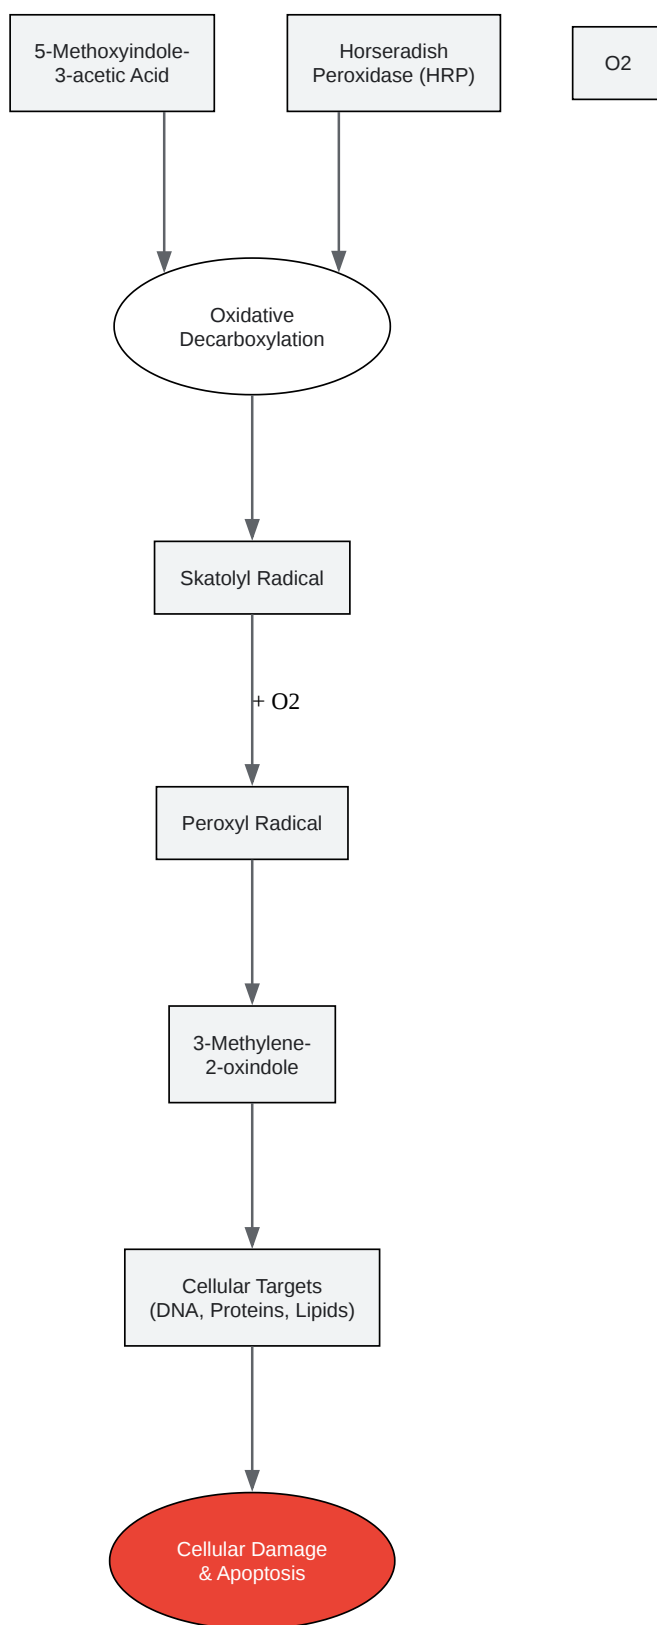 5-Methoxyindole-
3-acetic Acid
Horseradish
Peroxidase (HRP)
O2
Oxidative
Decarboxylation
Skatolyl Radical
+ O2
Peroxyl Radical
3-Methylene-
2-oxindole
Cellular Targets
(DNA, Proteins, Lipids)
Cellular Damage
& Apoptosis